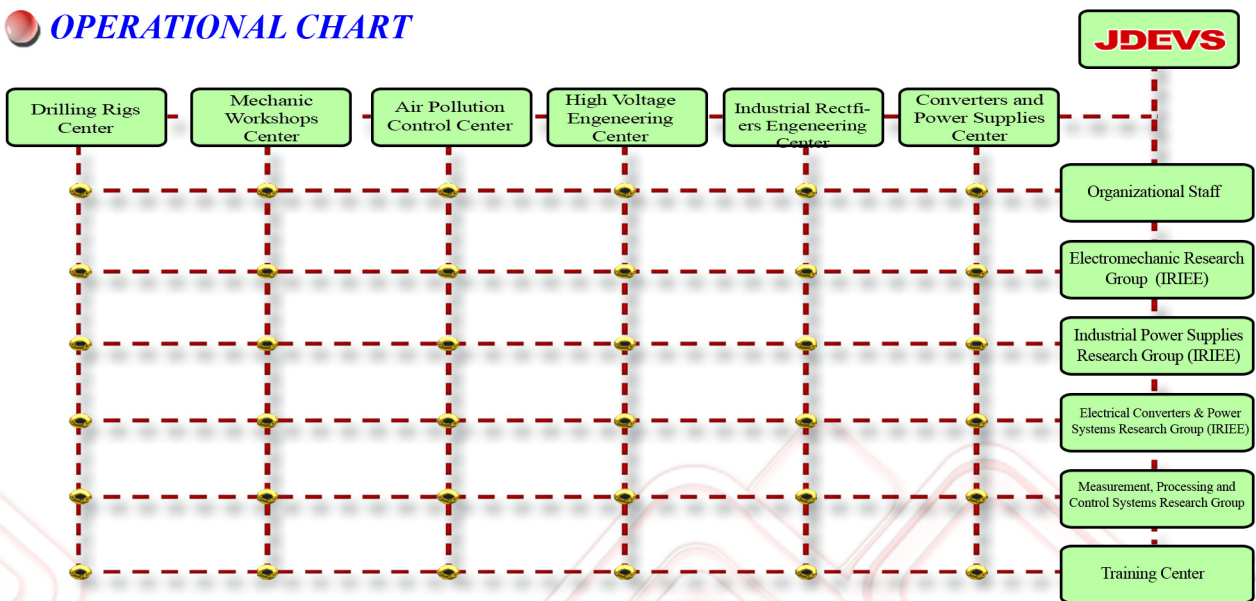 OPERATIONAL CHART
JDEVS
Drilling Rigs
Center
Mechanic
Workshops
Center
Air Pollution
Control Center
High Voltage
Engeneering
Center
Industrial Rectfi-
ers Engeneering
Center
Converters and
Power Supplies
Center
Organizational Staff
Electromechanic Research
Group (IRIEE)
Industrial Power Supplies
Research Group (IRIEE)
Electrical Converters & Power
Systems Research Group (IRIEE)
Measurement, Processing and
Control Systems Research Group
Training Center